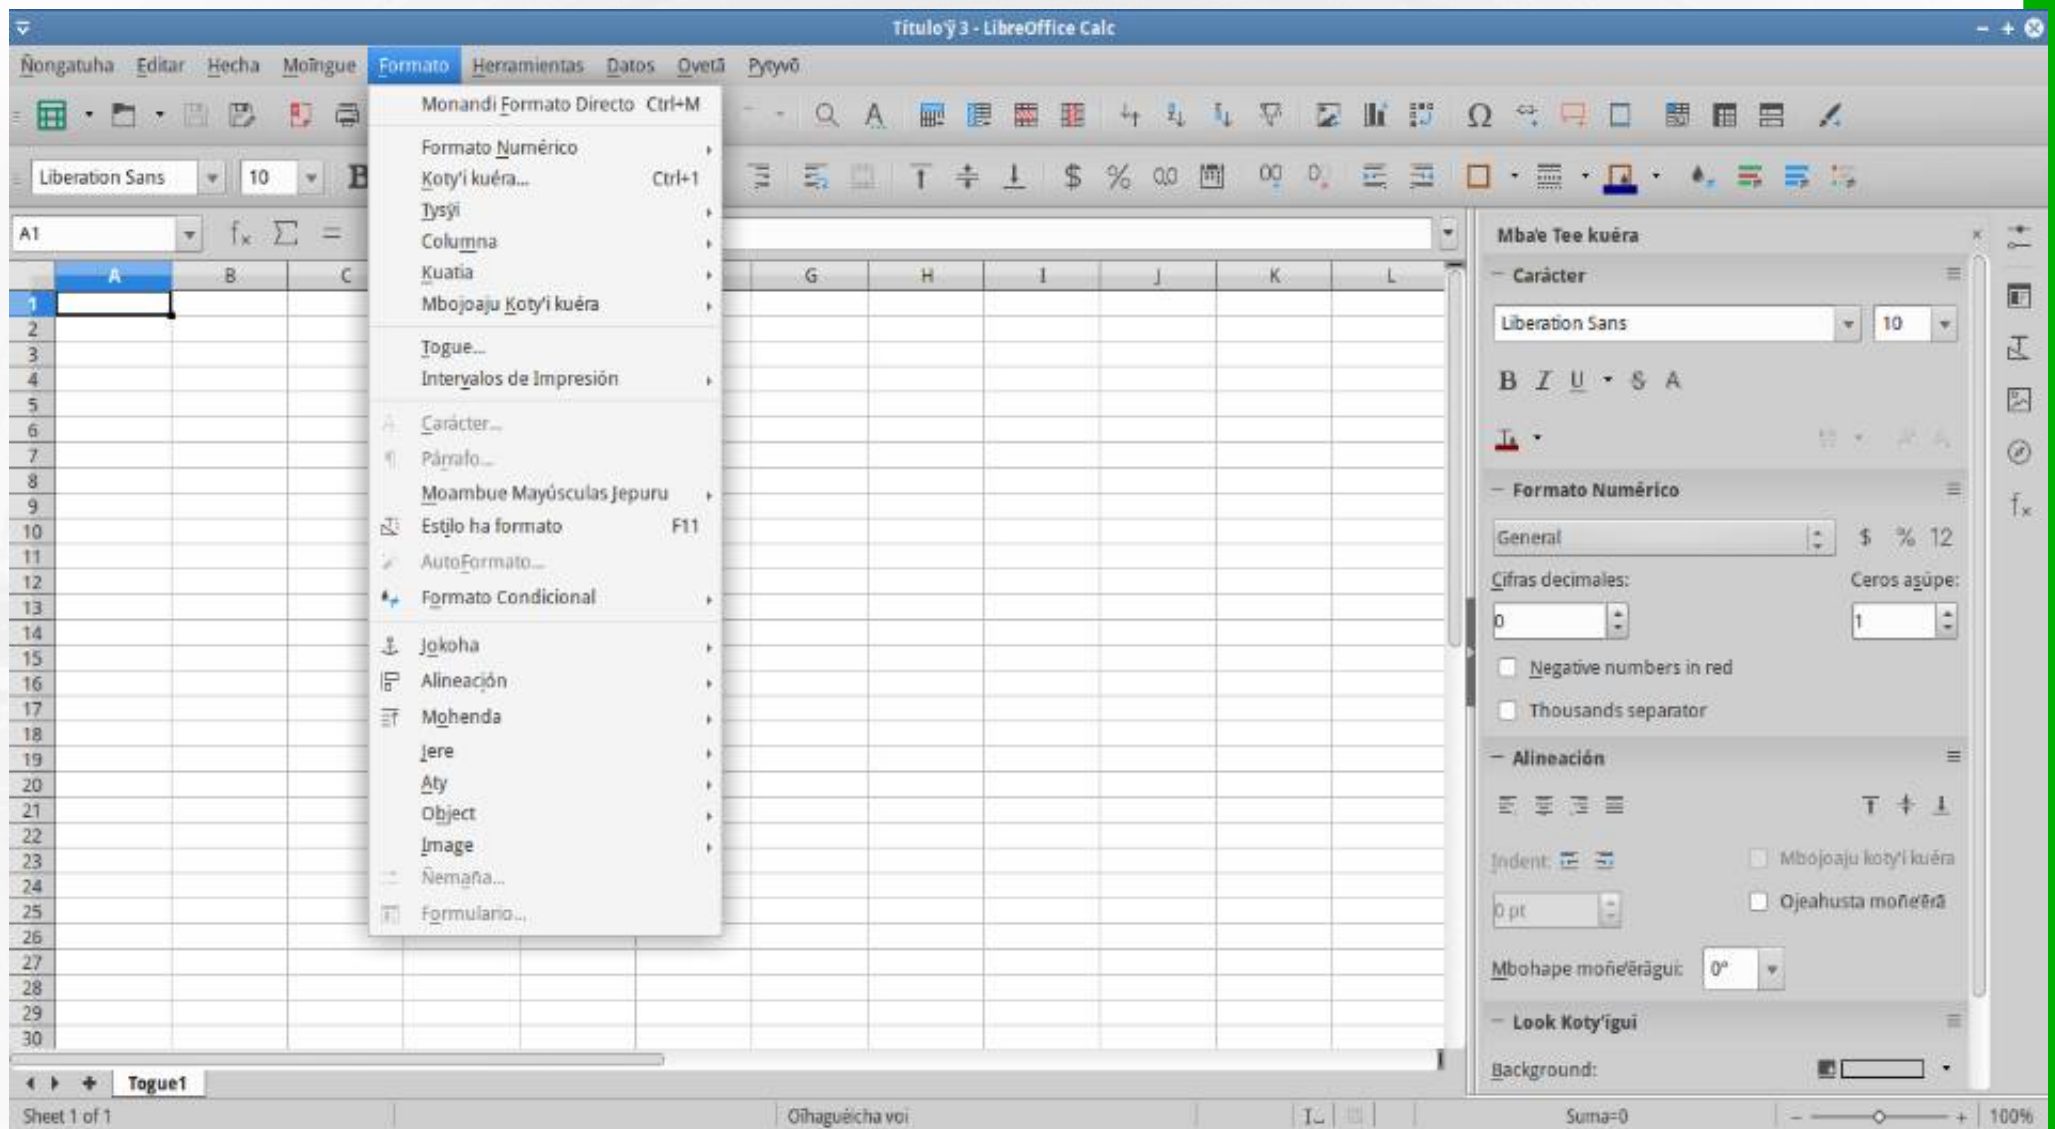 Título'ỹ 3 - LibreOffice Calc
Ñongatuha Editar Hecha Moĩngue Formato Herramientas Datos Ovetã Pytyvõ
Monandi Formato Directo Ctrl+M
Formato Numérico
Koty'i kuéra... Ctrl+1
Tysýi
Columna
Kuatia
Mbojoaju Koty'i kuéra
Togue...
Intervalos de Impresión
Carácter...
Párrafo...
Moambue Mayúsculas Jepuru
Estilo ha formato F11
AutoFormato...
Formato Condicional
Jokoha
Alineación
Mohenda
Jere
Aty
Object
Image
Ñemaña...
Formulario...
Liberation Sans 10 B
A1
A B C G H I J K L
1
2
3
4
5
6
7
8
9
10
11
12
13
14
15
16
17
18
19
20
21
22
23
24
25
26
27
28
29
30
Mba'e Tee kuéra
Carácter
Liberation Sans 10
B I U S A
Formato Numérico
General $ % 12
Cifras decimales: Ceros asúpe:
0 1
Negative numbers in red
Thousands separator
Alineación
Indent: Mbojoaju koty'i kuéra
0 pt Ojeahusta moñe'ẽrã
Mbohape moñe'ẽrãgui: 0°
Look Koty'igui
Background:
Togue1
Sheet 1 of 1 Oĩhaguéicha voi Suma=0 100%